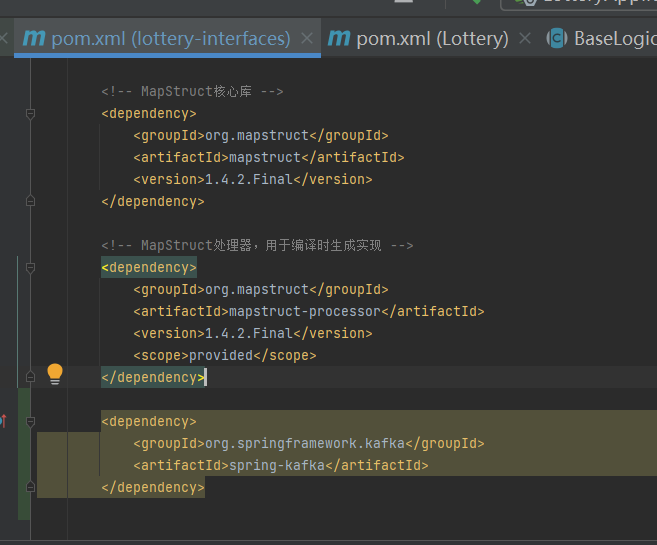 pom.xml (lottery-interfaces)
pom.xml (Lottery)
BaseLogic
<!-- MapStruct核心库 -->
<dependency>
<groupId>org.mapstruct</groupId>
<artifactId>mapstruct</artifactId>
<version>1.4.2.Final</version>
</dependency>
<!-- MapStruct处理器，用于编译时生成实现 -->
<dependency>
<groupId>org.mapstruct</groupId>
<artifactId>mapstruct-processor</artifactId>
<version>1.4.2.Final</version>
<scope>provided</scope>
</dependency>
<dependency>
<groupId>org.springframework.kafka</groupId>
<artifactId>spring-kafka</artifactId>
</dependency>